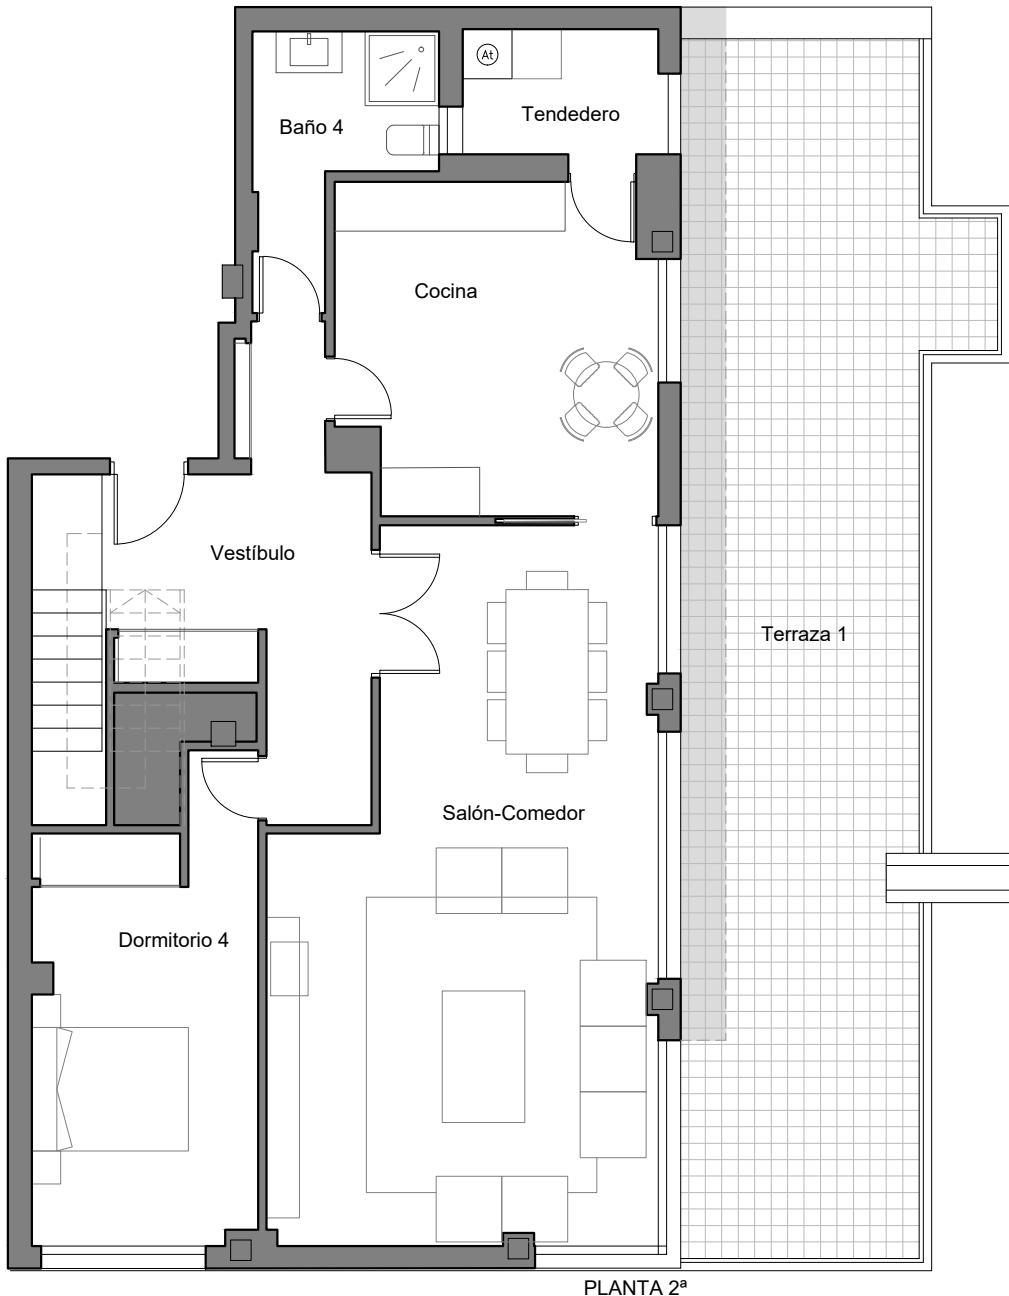 At
Tendedero
Baño 4
Cocina
Vestíbulo
Terraza 1
Salón-Comedor
Dormitorio 4
PLANTA 2ª